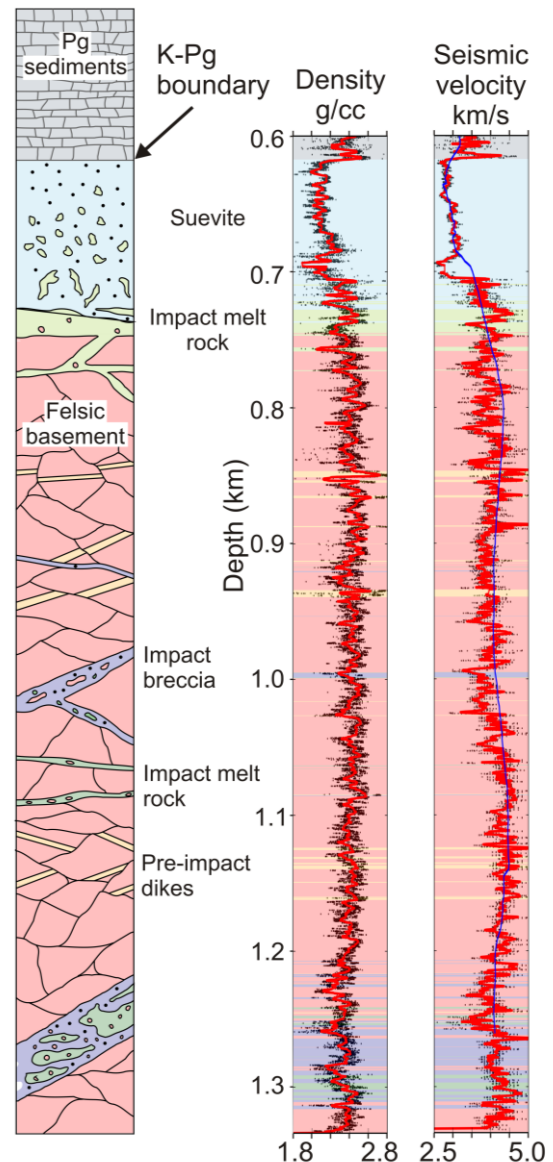 Pg
sediments
K-Pg
boundary
Suevite
Impact melt
rock
Felsic
basement
Impact
breccia
Impact melt
rock
Pre-impact
dikes
Density
g/cc
Seismic
velocity
km/s
Depth (km)
0.6
0.7
0.8
0.9
1.0
1.1
1.2
1.3
1.8
2.8
2.5
5.0